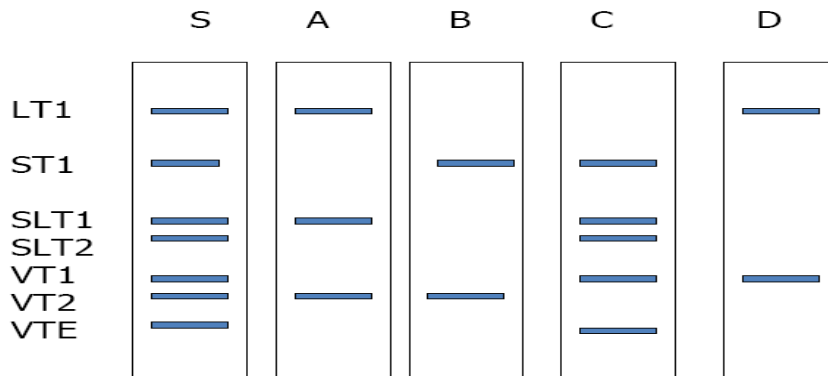 S A B C D
LT1
ST1
SLT1
SLT2
VT1
VT2
VTE